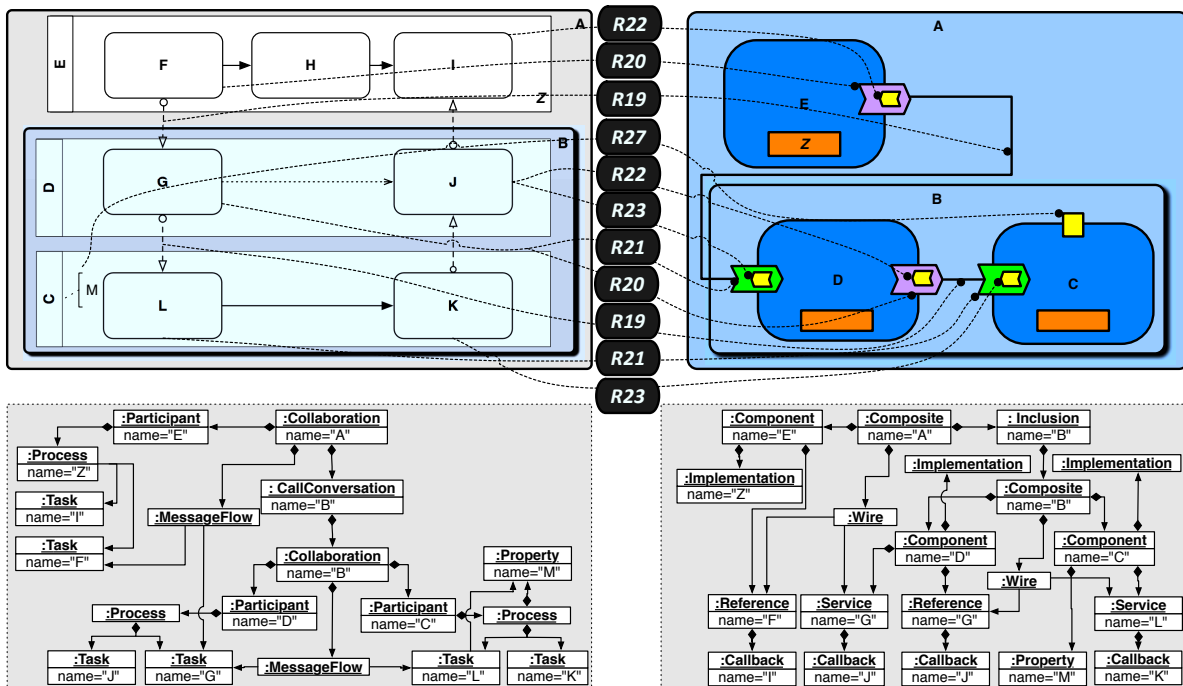 A
E
F
H
I
Z
B
D
G
J
C
M
L
K
R22
R20
R19
R27
R22
R23
R21
R20
R19
R21
R23
A
E
Z
B
D
C
:Participant
name="E"
:Collaboration
name="A"
:Process
name="Z"
:Task
name="I"
:Task
name="F"
:MessageFlow
: CallConversation
name="B"
:Collaboration
name="B"
:Property
name="M"
:Process
:Participant
name="D"
:Participant
name="C"
:Process
:Task
name="J"
:Task
name="G"
:MessageFlow
:Task
name="L"
:Task
name="K"
:Component
name="E"
:Composite
name="A"
: Inclusion
name="B"
:Implementation
name="Z"
:Implementation
:Implementation
:Composite
name="B"
:Wire
:Component
name="D"
:Component
name="C"
:Wire
:Reference
name="F"
:Service
name="G"
:Reference
name="G"
:Service
name="L"
:Callback
name="I"
:Callback
name="J"
:Callback
name="J"
:Property
name="M"
:Callback
name="K"